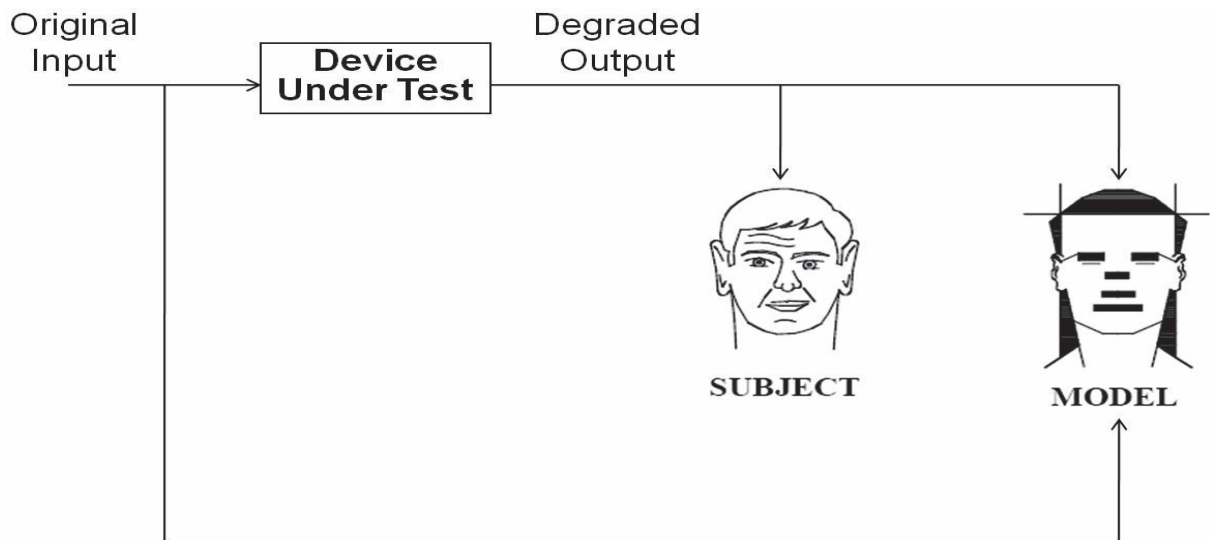 Original
Input
Device
Under Test
Degraded
Output
SUBJECT
MODEL